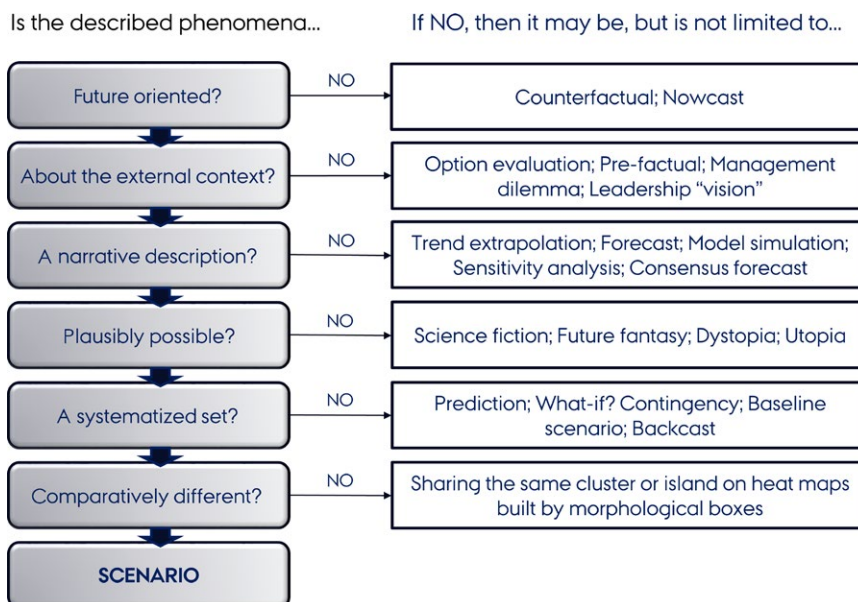 Is the described phenomena...
If NO, then it may be, but is not limited to...
Future oriented?
NO
Counterfactual; Nowcast
About the external context?
NO
Option evaluation; Pre-factual; Management
dilemma; Leadership “vision”
A narrative description?
NO
Trend extrapolation; Forecast; Model simulation;
Sensitivity analysis; Consensus forecast
Plausibly possible?
NO
Science fiction; Future fantasy; Dystopia; Utopia
A systematized set?
NO
Prediction; What-if? Contingency; Baseline
scenario; Backcast
Comparatively different?
NO
Sharing the same cluster or island on heat maps
built by morphological boxes
SCENARIO